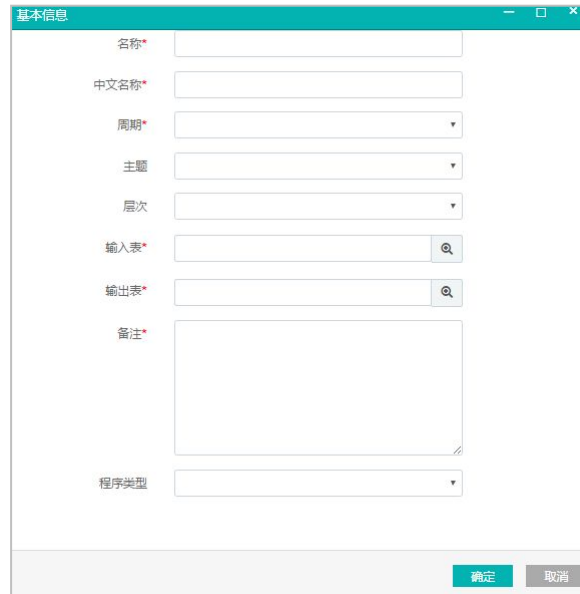 基本信息
名称*
中文名称*
周期*
主题
层次
输入表*
输出表*
备注*
程序类型
确定
取消